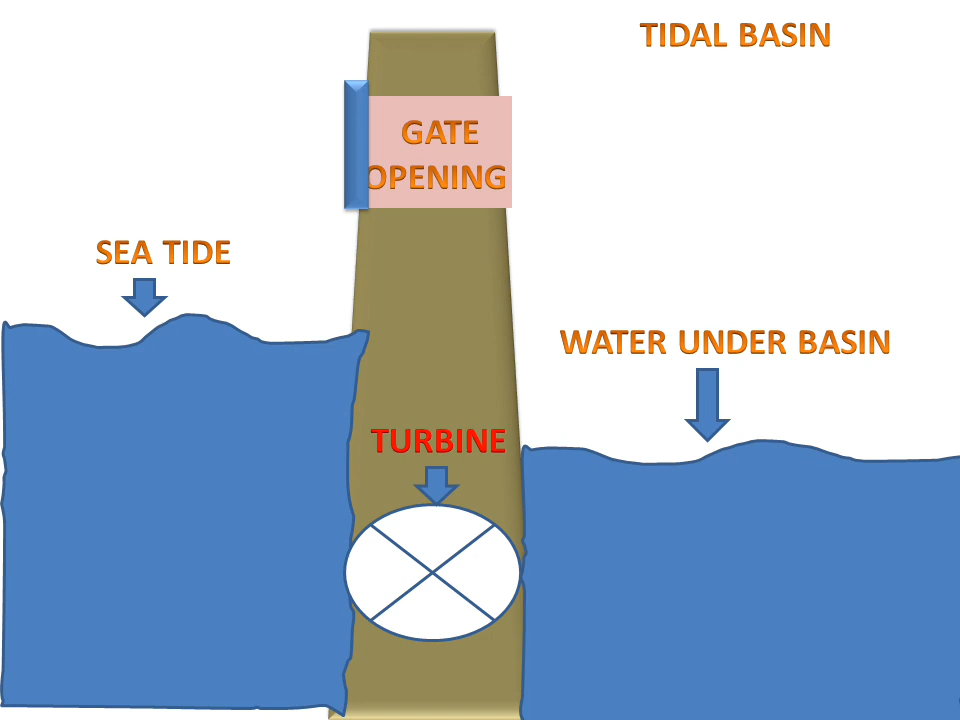 TIDAL BASIN
GATE
OPENING
SEA TIDE
WATER UNDER BASIN
TURBINE